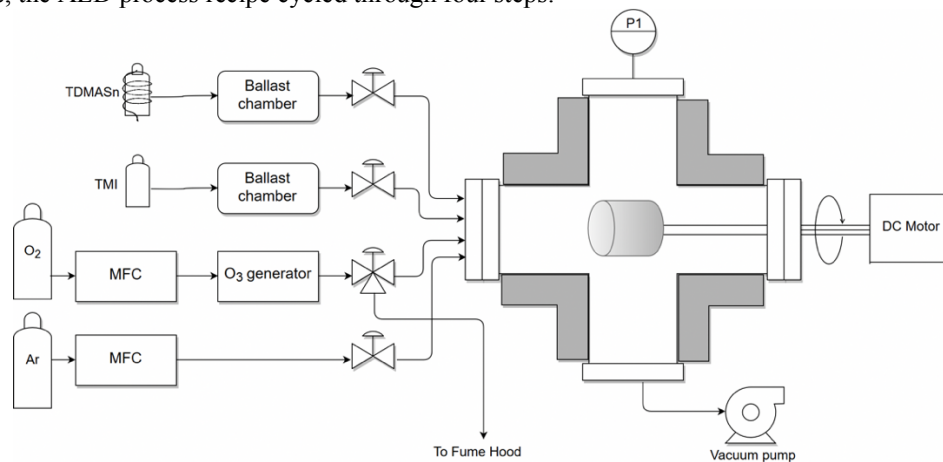 , the ALD process recipe cycled through four steps:
P1
TDMASn
Ballast
chamber
TMI
Ballast
chamber
O₂
MFC
O₃ generator
DC Motor
Ar
MFC
To Fume Hood
Vacuum pump